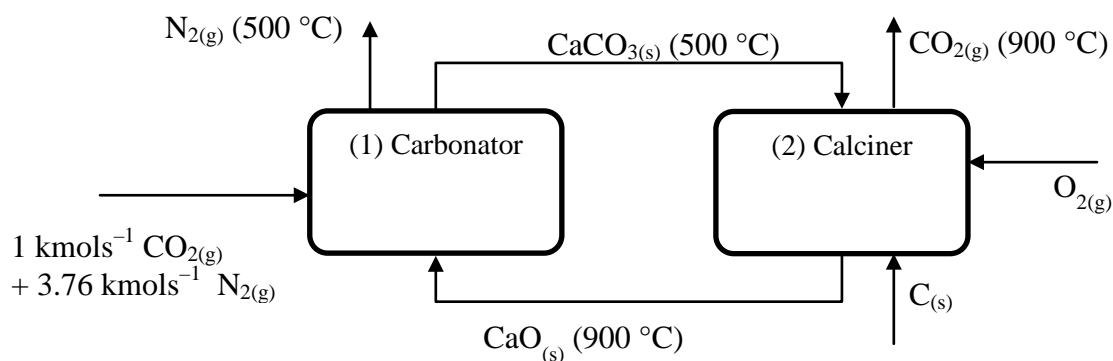 N₂₍g₎ (500 °C)
CaCO₃₍s₎ (500 °C)
CO₂₍g₎ (900 °C)
(1) Carbonator
(2) Calciner
O₂₍g₎
1 kmols⁻¹ CO₂₍g₎
+ 3.76 kmols⁻¹ N₂₍g₎
CaO₍s₎ (900 °C)
C₍s₎